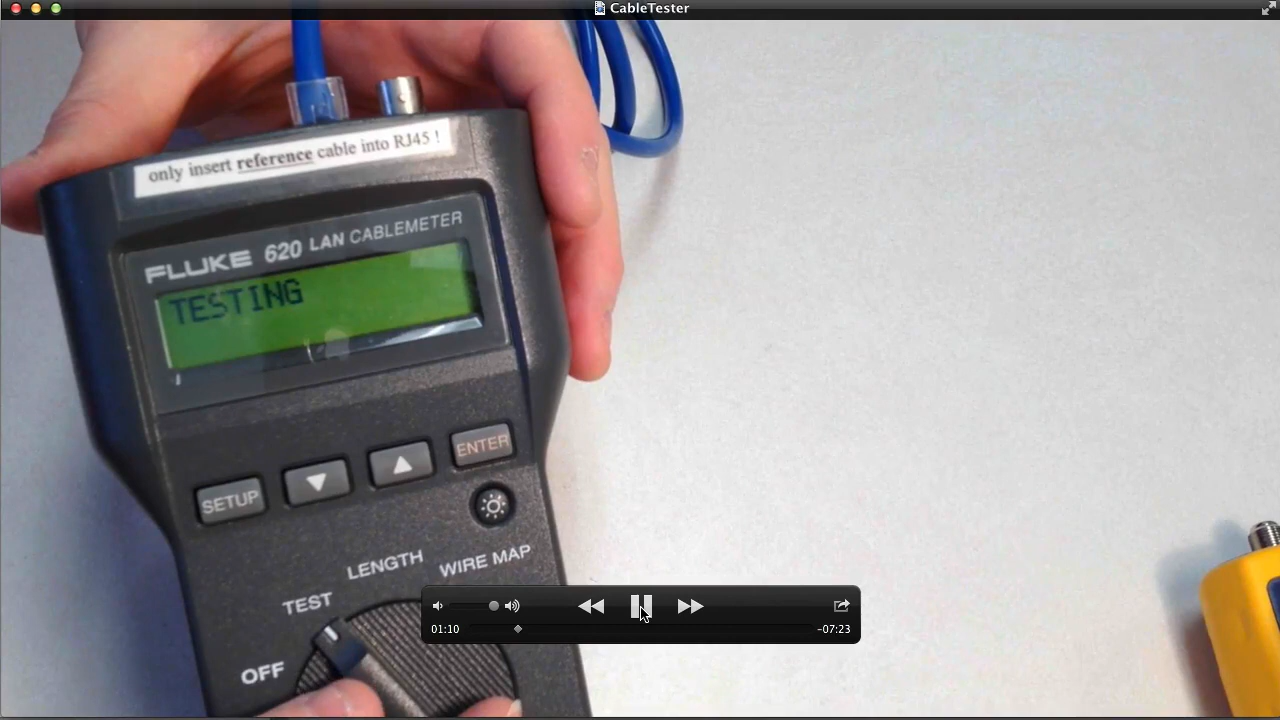 CableTester
only insert reference cable into RJ45 !
FLUKE 620 LAN CABLEMETER
TESTING
SETUP
ENTER
LENGTH
WIRE MAP
TEST
OFF
01:10
-07:23